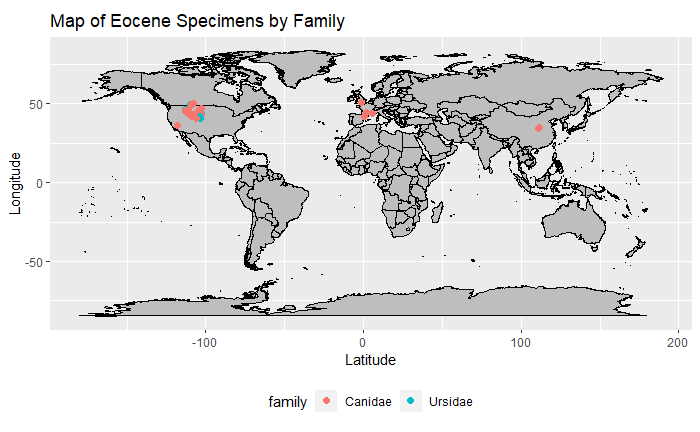 Map of Eocene Specimens by Family
Longitude
50
0
-50
-100
0
100
200
Latitude
family
Canidae
Ursidae